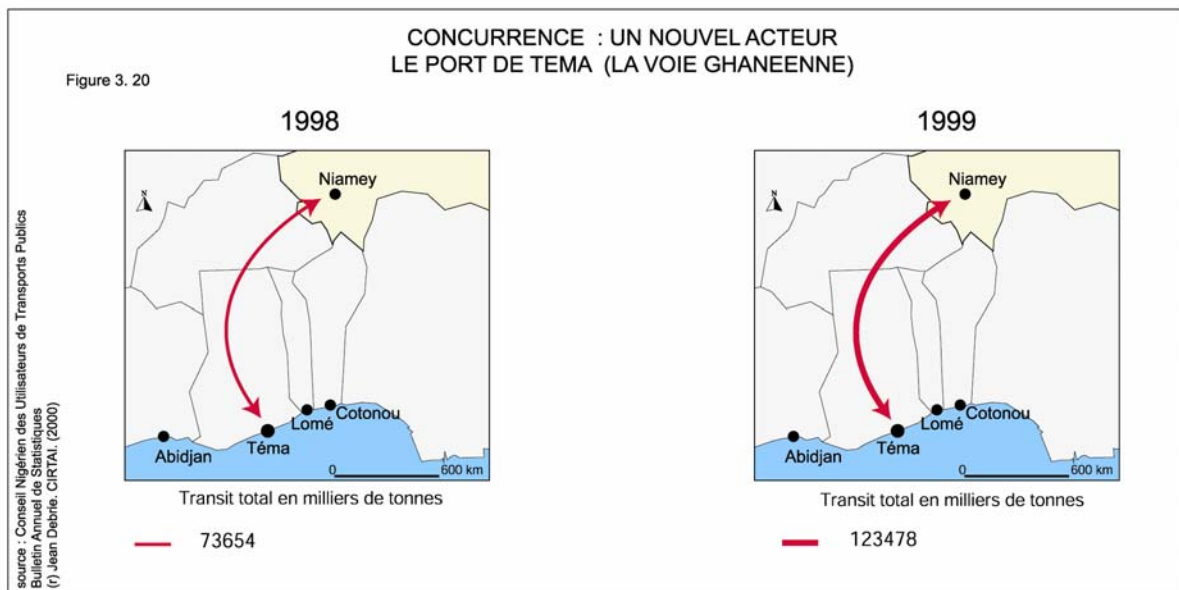 CONCURRENCE : UN NOUVEL ACTEUR
LE PORT DE TEMA (LA VOIE GHANEENNE)
Figure 3. 20
1998
N
Niamey
Abidjan
Téma
Lomé
Cotonou
0
600 km
Transit total en milliers de tonnes
73654
1999
N
Niamey
Abidjan
Téma
Lomé
Cotonou
0
600 km
Transit total en milliers de tonnes
123478
source : Conseil Nigérien des Utilisateurs de Transports Publics
Bulletin Annuel de Statistiques
(r) Jean Debrie. CIRTAI. (2000)